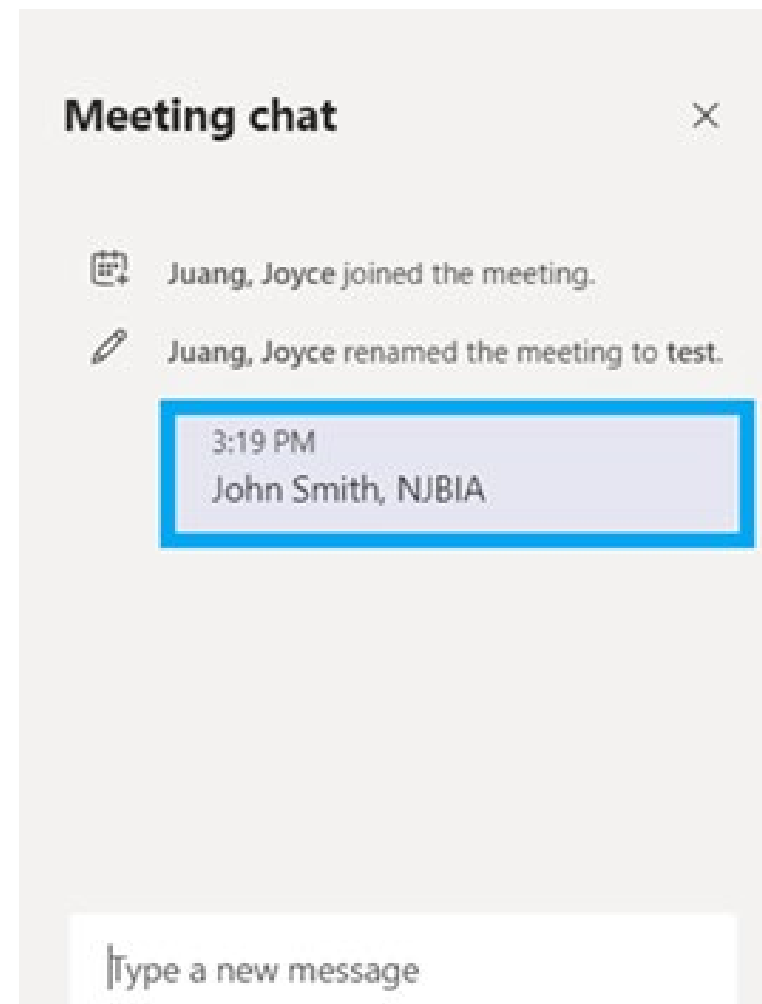 Meeting chat
Juang, Joyce joined the meeting.
Juang, Joyce renamed the meeting to test.
3:19 PM
John Smith, NJBIA
Type a new message